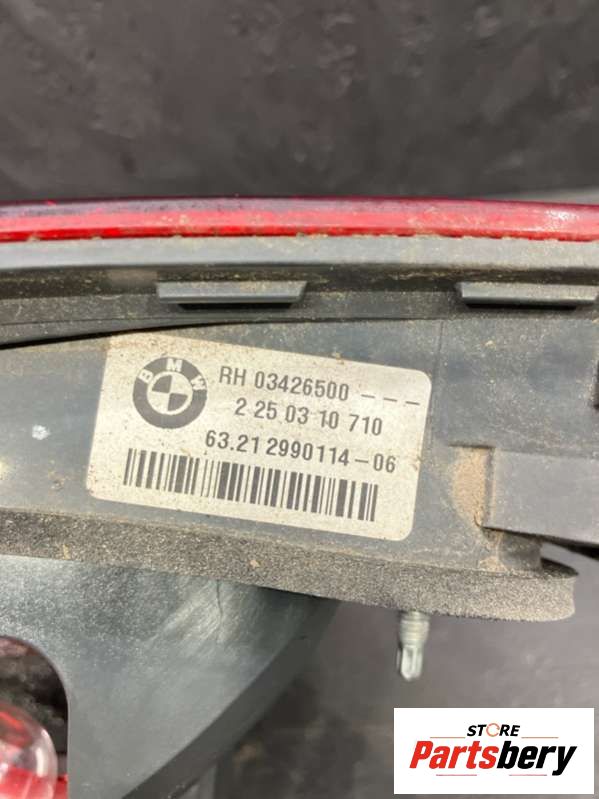 BMW
RH 03426500 - - -
2 25 03 10 710
63.21 2990114-06
STORE
Partsbery